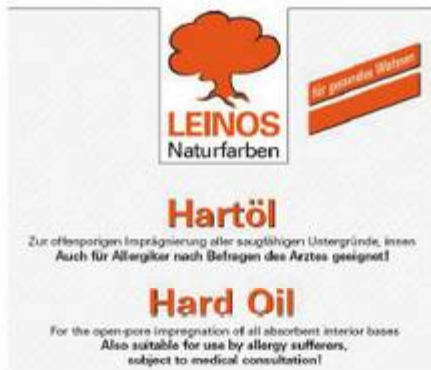 LEINOS
Naturfarben
für gesundes Wohnen
Hartöl
Zur offenporigen Imprägnierung aller saugfähigen Untergründe, innen
Auch für Allergiker nach Befragen des Arztes geeignet!
Hard Oil
For the open-pore impregnation of all absorbent interior bases
Also suitable for use by allergy sufferers,
subject to medical consultation!